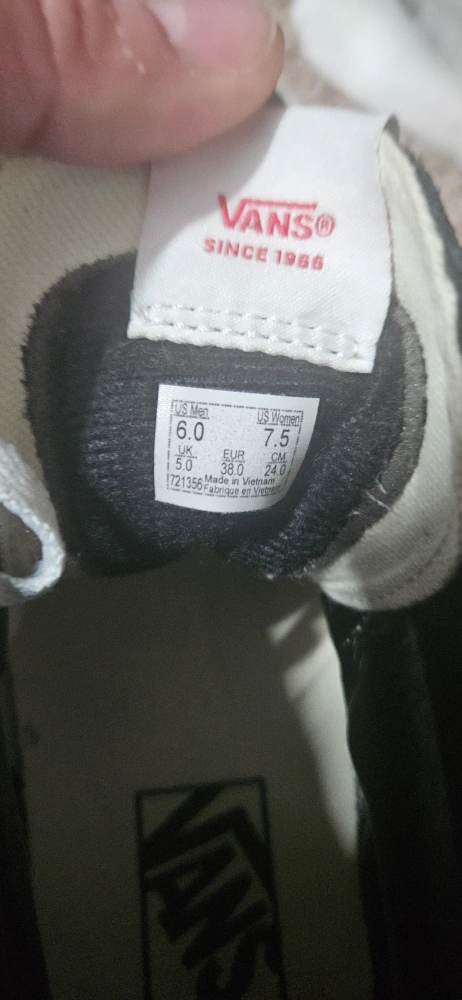 VANS®
SINCE 1966
US Men US Women
6.0 7.5
UK EUR CM
5.0 38.0 24.0
721356 Made in Vietnam
Fabriqué en Vietnam
VANS